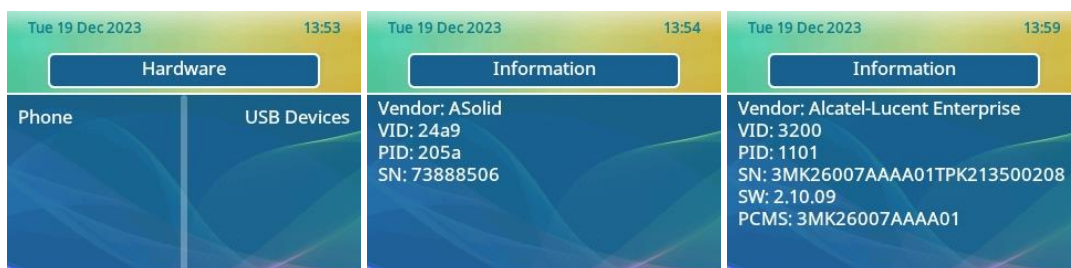 Tue 19 Dec 2023 13:53
Hardware
Phone USB Devices
Tue 19 Dec 2023 13:54
Information
Vendor: ASolid
VID: 24a9
PID: 205a
SN: 73888506
Tue 19 Dec 2023 13:59
Information
Vendor: Alcatel-Lucent Enterprise
VID: 3200
PID: 1101
SN: 3MK26007AAAA01TPK213500208
SW: 2.10.09
PCMS: 3MK26007AAAA01